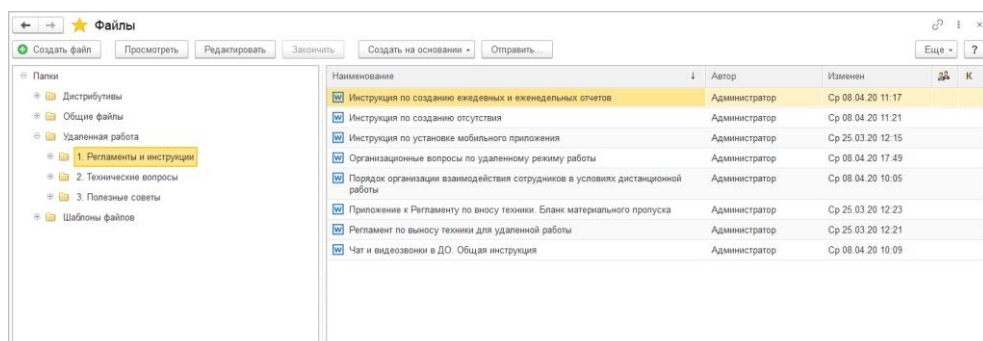 Файлы
Создать файл Просмотреть Редактировать Закончить Создать на основании Отправить... Еще ?
Папки
Дистрибутивы
Общие файлы
Удаленная работа
1. Регламенты и инструкции
2. Технические вопросы
3. Полезные советы
Шаблоны файлов
Наименование ↓ Автор Изменен К
Инструкция по созданию ежедевных и еженедельных отчетов Администратор Ср 08.04.20 11:17
Инструкция по созданию отсутствия Администратор Ср 08.04.20 11:21
Инструкция по установке мобильного приложения Администратор Ср 25.03.20 12:15
Организационные вопросы по удаленному режиму работы Администратор Ср 08.04.20 17:49
Порядок организации взаимодействия сотрудников в условиях дистанционной Администратор Ср 08.04.20 10:05
работы
Приложение к Регламенту по вносу техники. Бланк материального пропуска Администратор Ср 25.03.20 12:23
Регламент по выносу техники для удаленной работы Администратор Ср 25.03.20 12:21
Чат и видеозвонки в ДО. Общая инструкция Администратор Ср 08.04.20 10:09